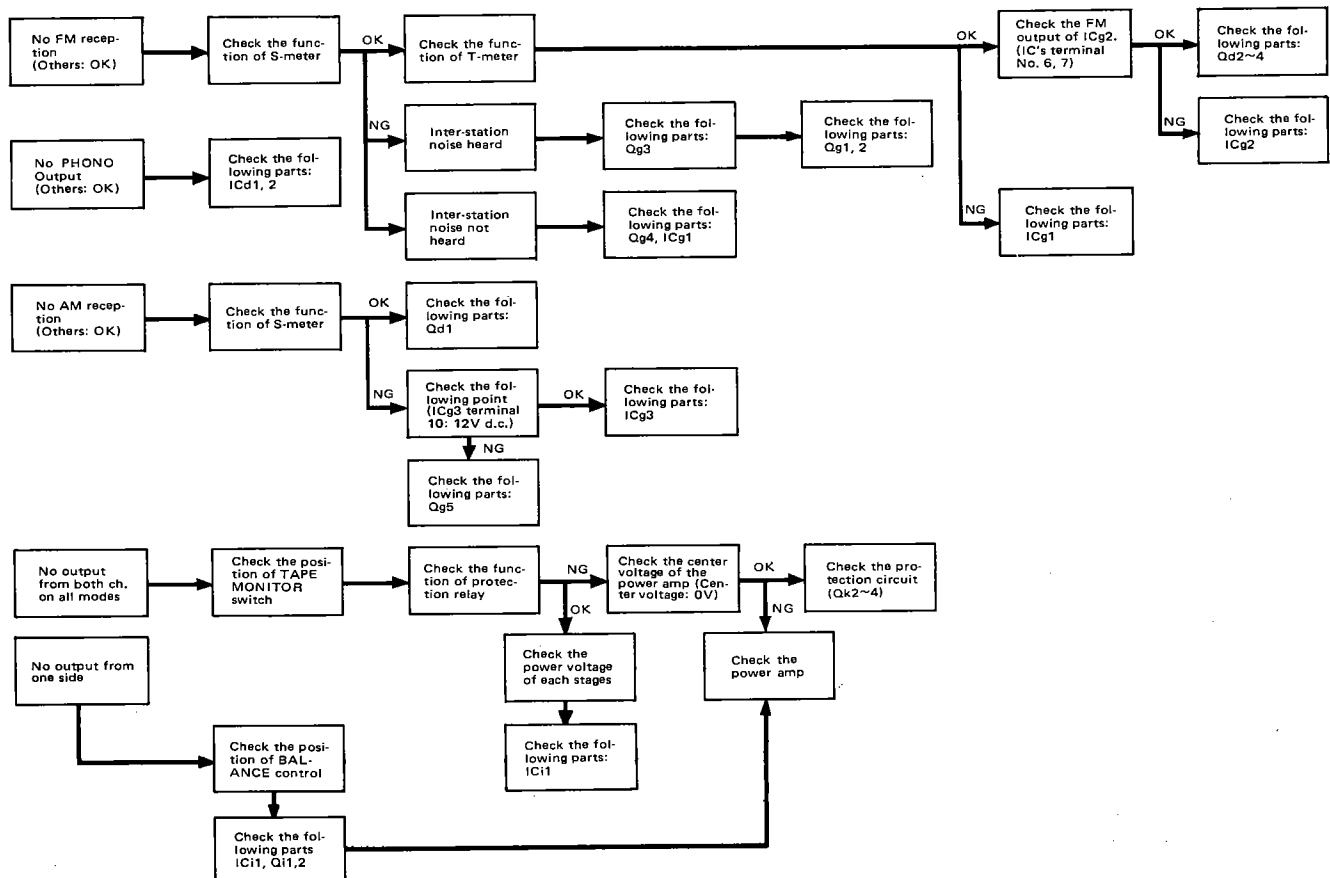 No FM recep-
tion
(Others: OK)
Check the func-
tion of S-meter
OK
Check the func-
tion of T-meter
OK
Check the FM
output of ICg2.
(IC's terminal
No. 6, 7)
OK
Check the fol-
lowing parts:
Qd2~4
NG
Check the fol-
lowing parts:
ICg2
NG
Inter-station
noise heard
Check the fol-
lowing parts:
Qg3
Check the fol-
lowing parts:
Qg1, 2
Inter-station
noise not
heard
Check the fol-
lowing parts:
Qg4, ICg1
NG
Check the fol-
lowing parts:
ICg1
No PHONO
Output
(Others: OK)
Check the fol-
lowing parts:
ICd1, 2
No AM recep-
tion
(Others: OK)
Check the func-
tion of S-meter
OK
Check the fol-
lowing parts:
Qd1
NG
Check the fol-
lowing point
(ICg3 terminal
10: 12V d.c.)
OK
Check the fol-
lowing parts:
ICg3
NG
Check the fol-
lowing parts:
Qg5
No output
from both ch.
on all modes
Check the posi-
tion of TAPE
MONITOR
switch
Check the
function of protec-
tion relay
NG
Check the center
voltage of the
power amp (Cen-
ter voltage: 0V)
OK
Check the pro-
tection circuit
(Qk2~4)
OK
Check the
power voltage
of each stages
Check the fol-
lowing parts:
ICi1
NG
Check the
power amp
No output from
one side
Check the posi-
tion of BAL-
ANCE control
Check the fol-
lowing parts
ICi1, Qi1,2